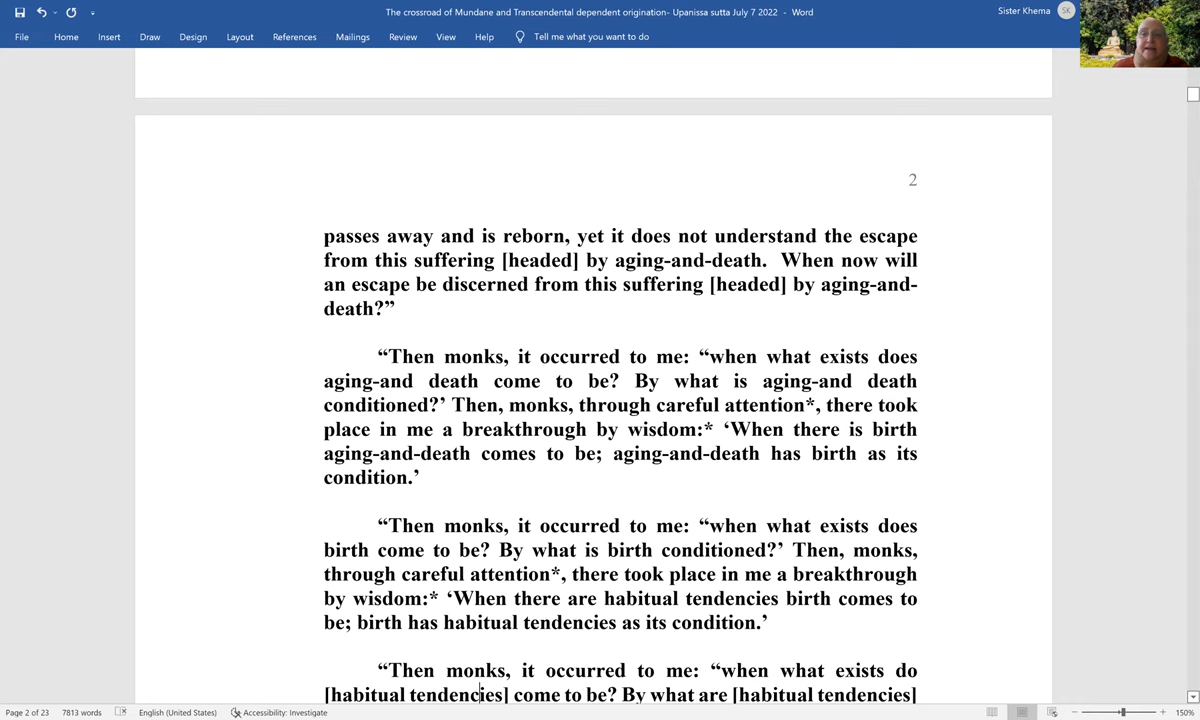 The crossroad of Mundane and Transcendental dependent origination- Upanissa sutta July 7 2022 - Word
Sister Khema SK
File Home Insert Draw Design Layout References Mailings Review View Help Tell me what you want to do
2
passes away and is reborn, yet it does not understand the escape
from this suffering [headed] by aging-and-death. When now will
an escape be discerned from this suffering [headed] by aging-and-
death?”
“Then monks, it occurred to me: “when what exists does
aging-and death come to be? By what is aging-and death
conditioned?’ Then, monks, through careful attention*, there took
place in me a breakthrough by wisdom:* ‘When there is birth
aging-and-death comes to be; aging-and-death has birth as its
condition.’
“Then monks, it occurred to me: “when what exists does
birth come to be? By what is birth conditioned?’ Then, monks,
through careful attention*, there took place in me a breakthrough
by wisdom:* ‘When there are habitual tendencies birth comes to
be; birth has habitual tendencies as its condition.’
“Then monks, it occurred to me: “when what exists do
[habitual tendencies] come to be? By what are [habitual tendencies]
Page 2 of 23 7813 words English (United States) Accessibility: Investigate 150%